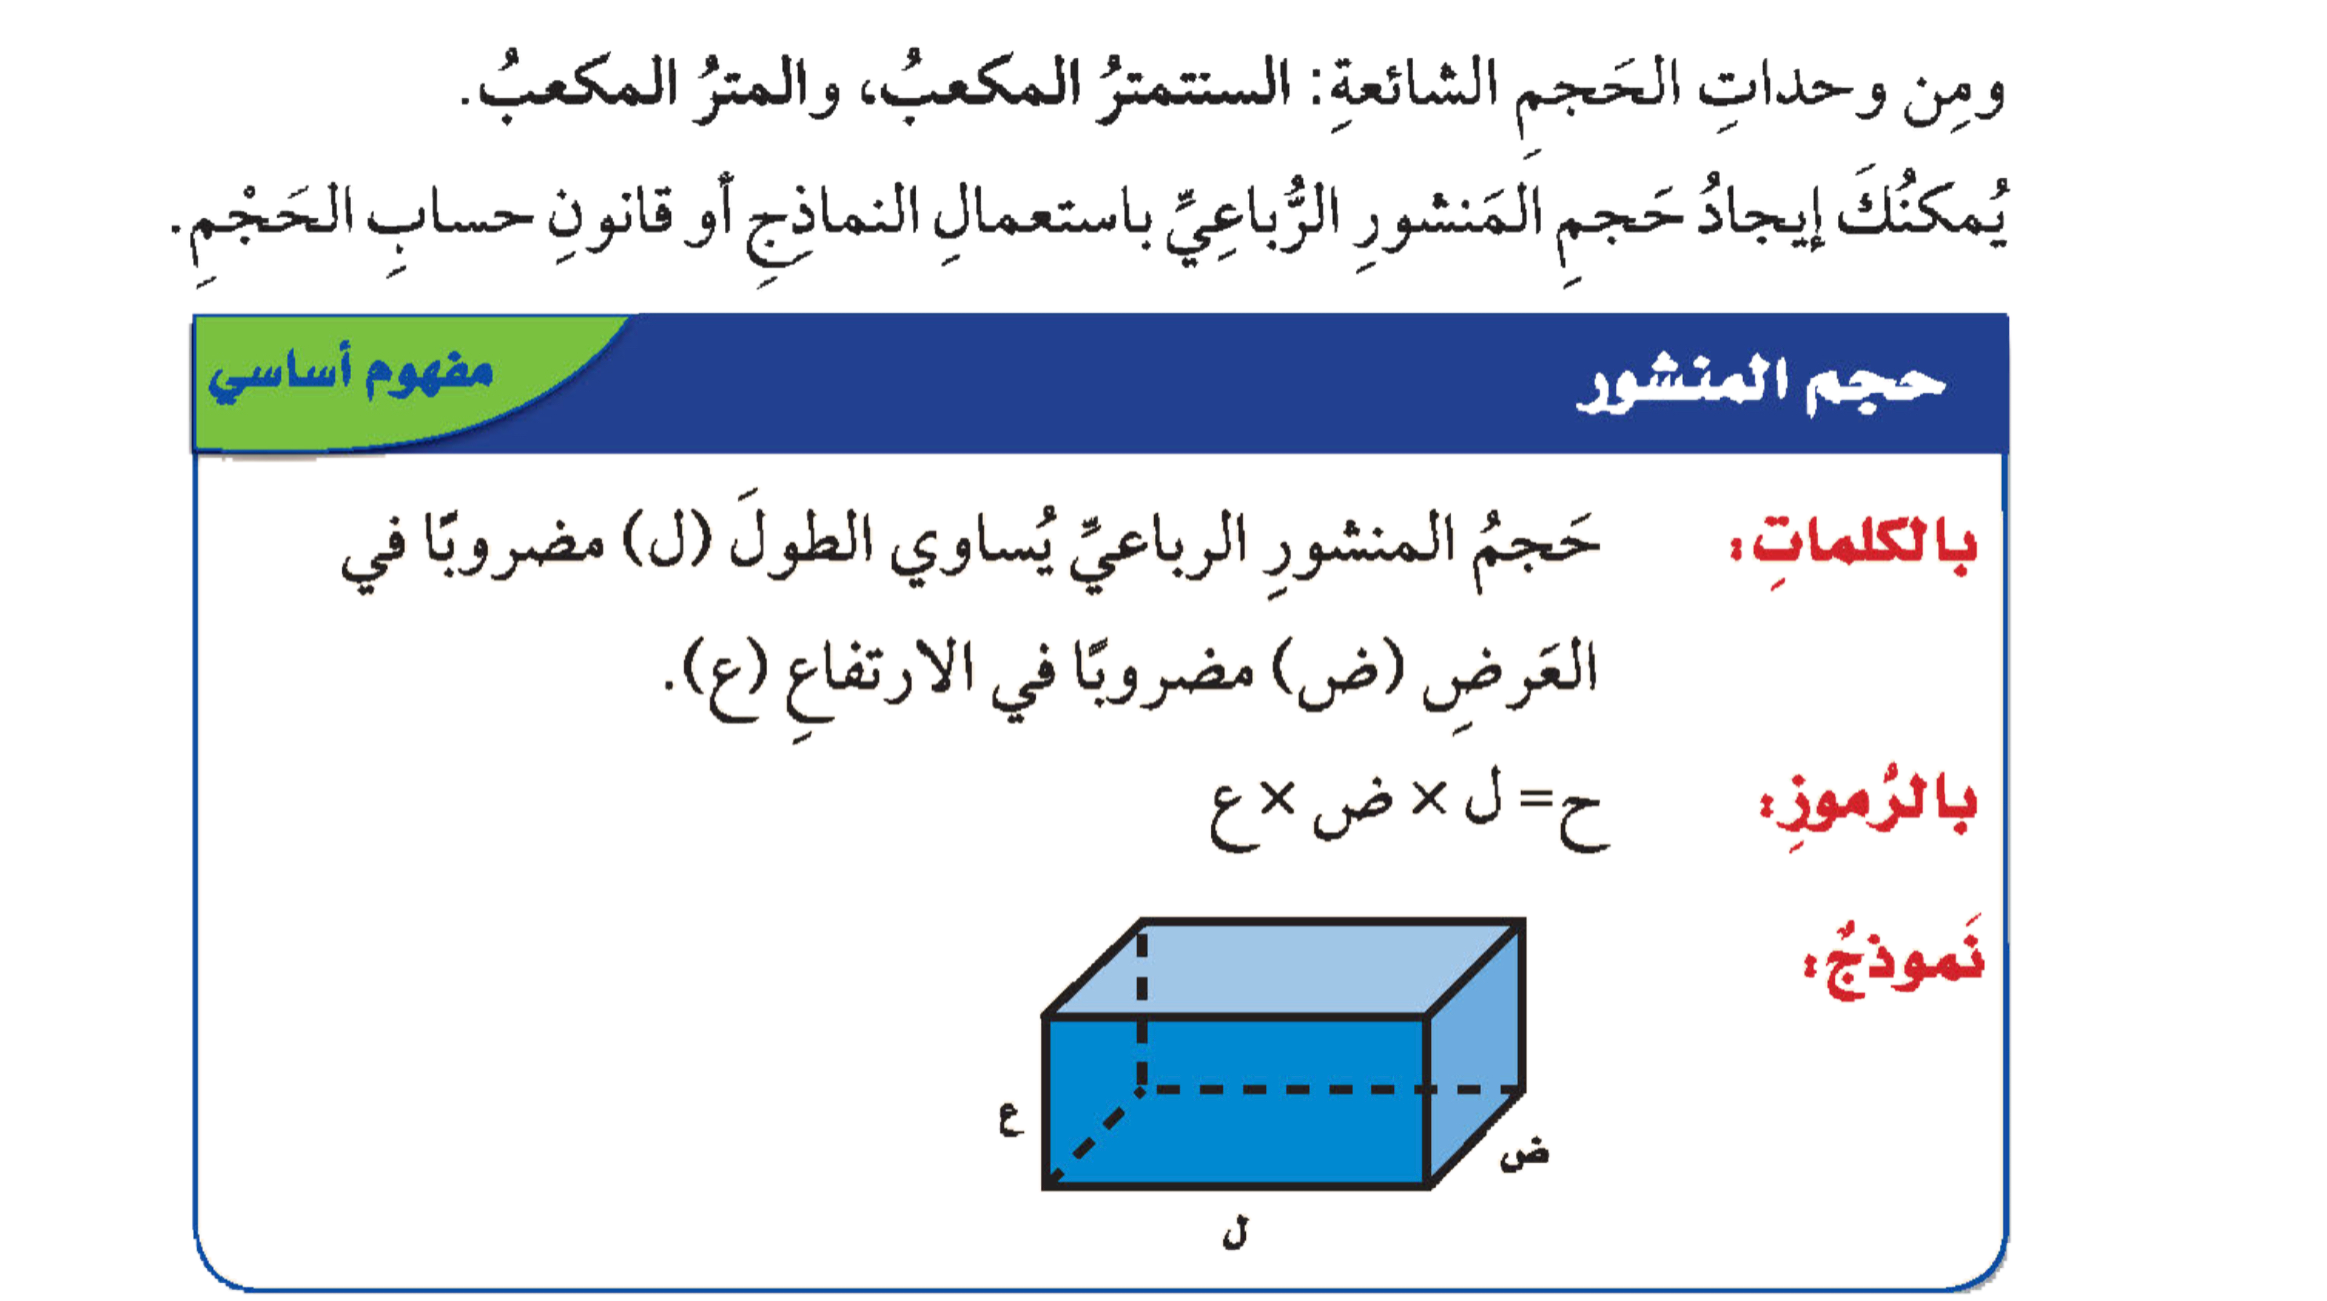 ومِن وحداتِ الحَجمِ الشائعةِ: السنتمترُ المكعبُ، والمترُ المكعبُ.
يُمكنُكَ إيجادُ حَجمِ المَنشورِ الرُّباعِيِّ باستعمالِ النماذِجِ أو قانونِ حسابِ الحَجْمِ.
حجم المنشور
مفهوم أساسي
بالكلماتِ: حَجمُ المنشورِ الرباعيِّ يُساوي الطولَ (ل) مضروبًا في
العَرضِ (ض) مضروبًا في الارتفاعِ (ع).
بالرُموزِ: ح= ل × ض × ع
نَموذجٌ:
ع
ض
ل